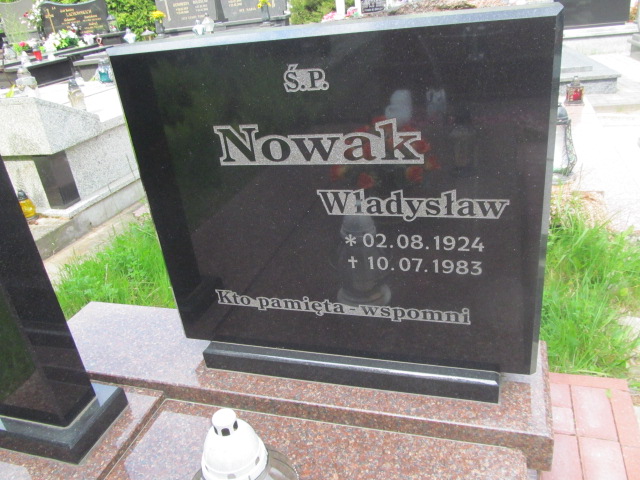 Ś.P.
Nowak
Władysław
* 02.08.1924
† 10.07.1983
Kto pamięta - wspomni